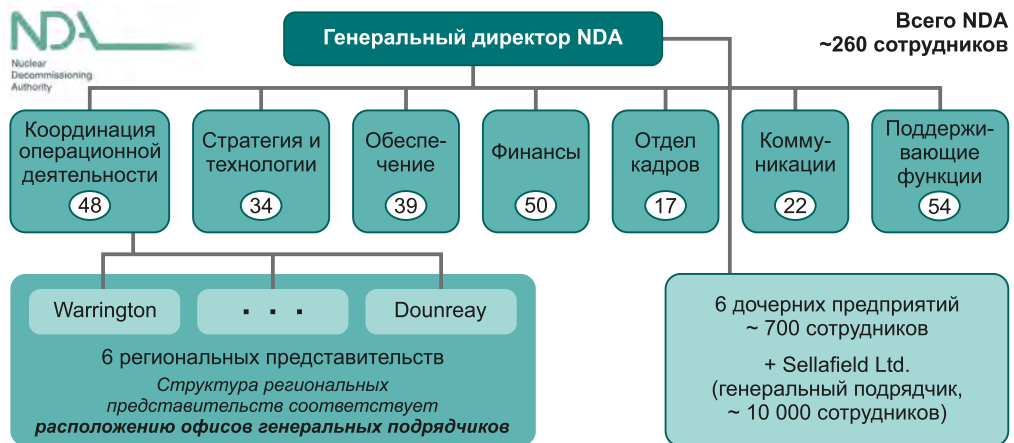 NDA
Nuclear
Decommissioning
Authority
Генеральный директор NDA
Всего NDA
~260 сотрудников
Координация
операционной
деятельности
48
Стратегия и
технологии
34
Обеспе-
чение
39
Финансы
50
Отдел
кадров
17
Комму-
никации
22
Поддержи-
вающие
функции
54
Warrington
. . .
Dounreay
6 региональных представительств
Структура региональных
представительств соответствует
расположению офисов генеральных подрядчиков
6 дочерних предприятий
~ 700 сотрудников
+ Sellafield Ltd.
(генеральный подрядчик,
~ 10 000 сотрудников)